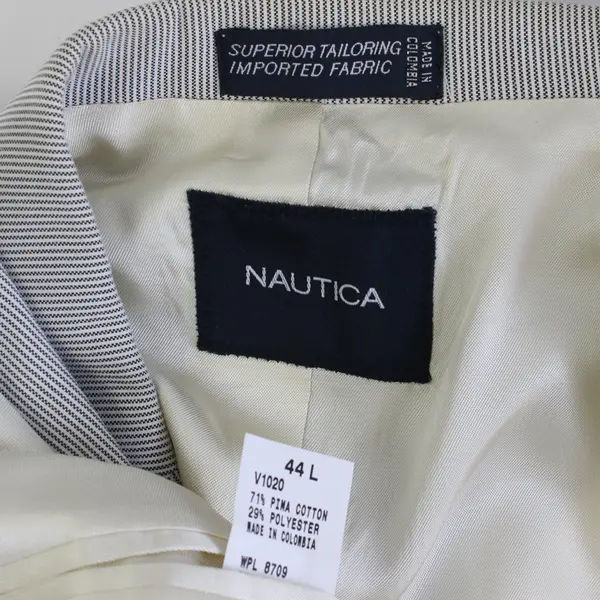 SUPERIOR TAILORING
IMPORTED FABRIC
MADE IN
COLOMBIA
NAUTICA
44 L
V1020
71% PIMA COTTON
29% POLYESTER
MADE IN COLOMBIA
WPL 8709